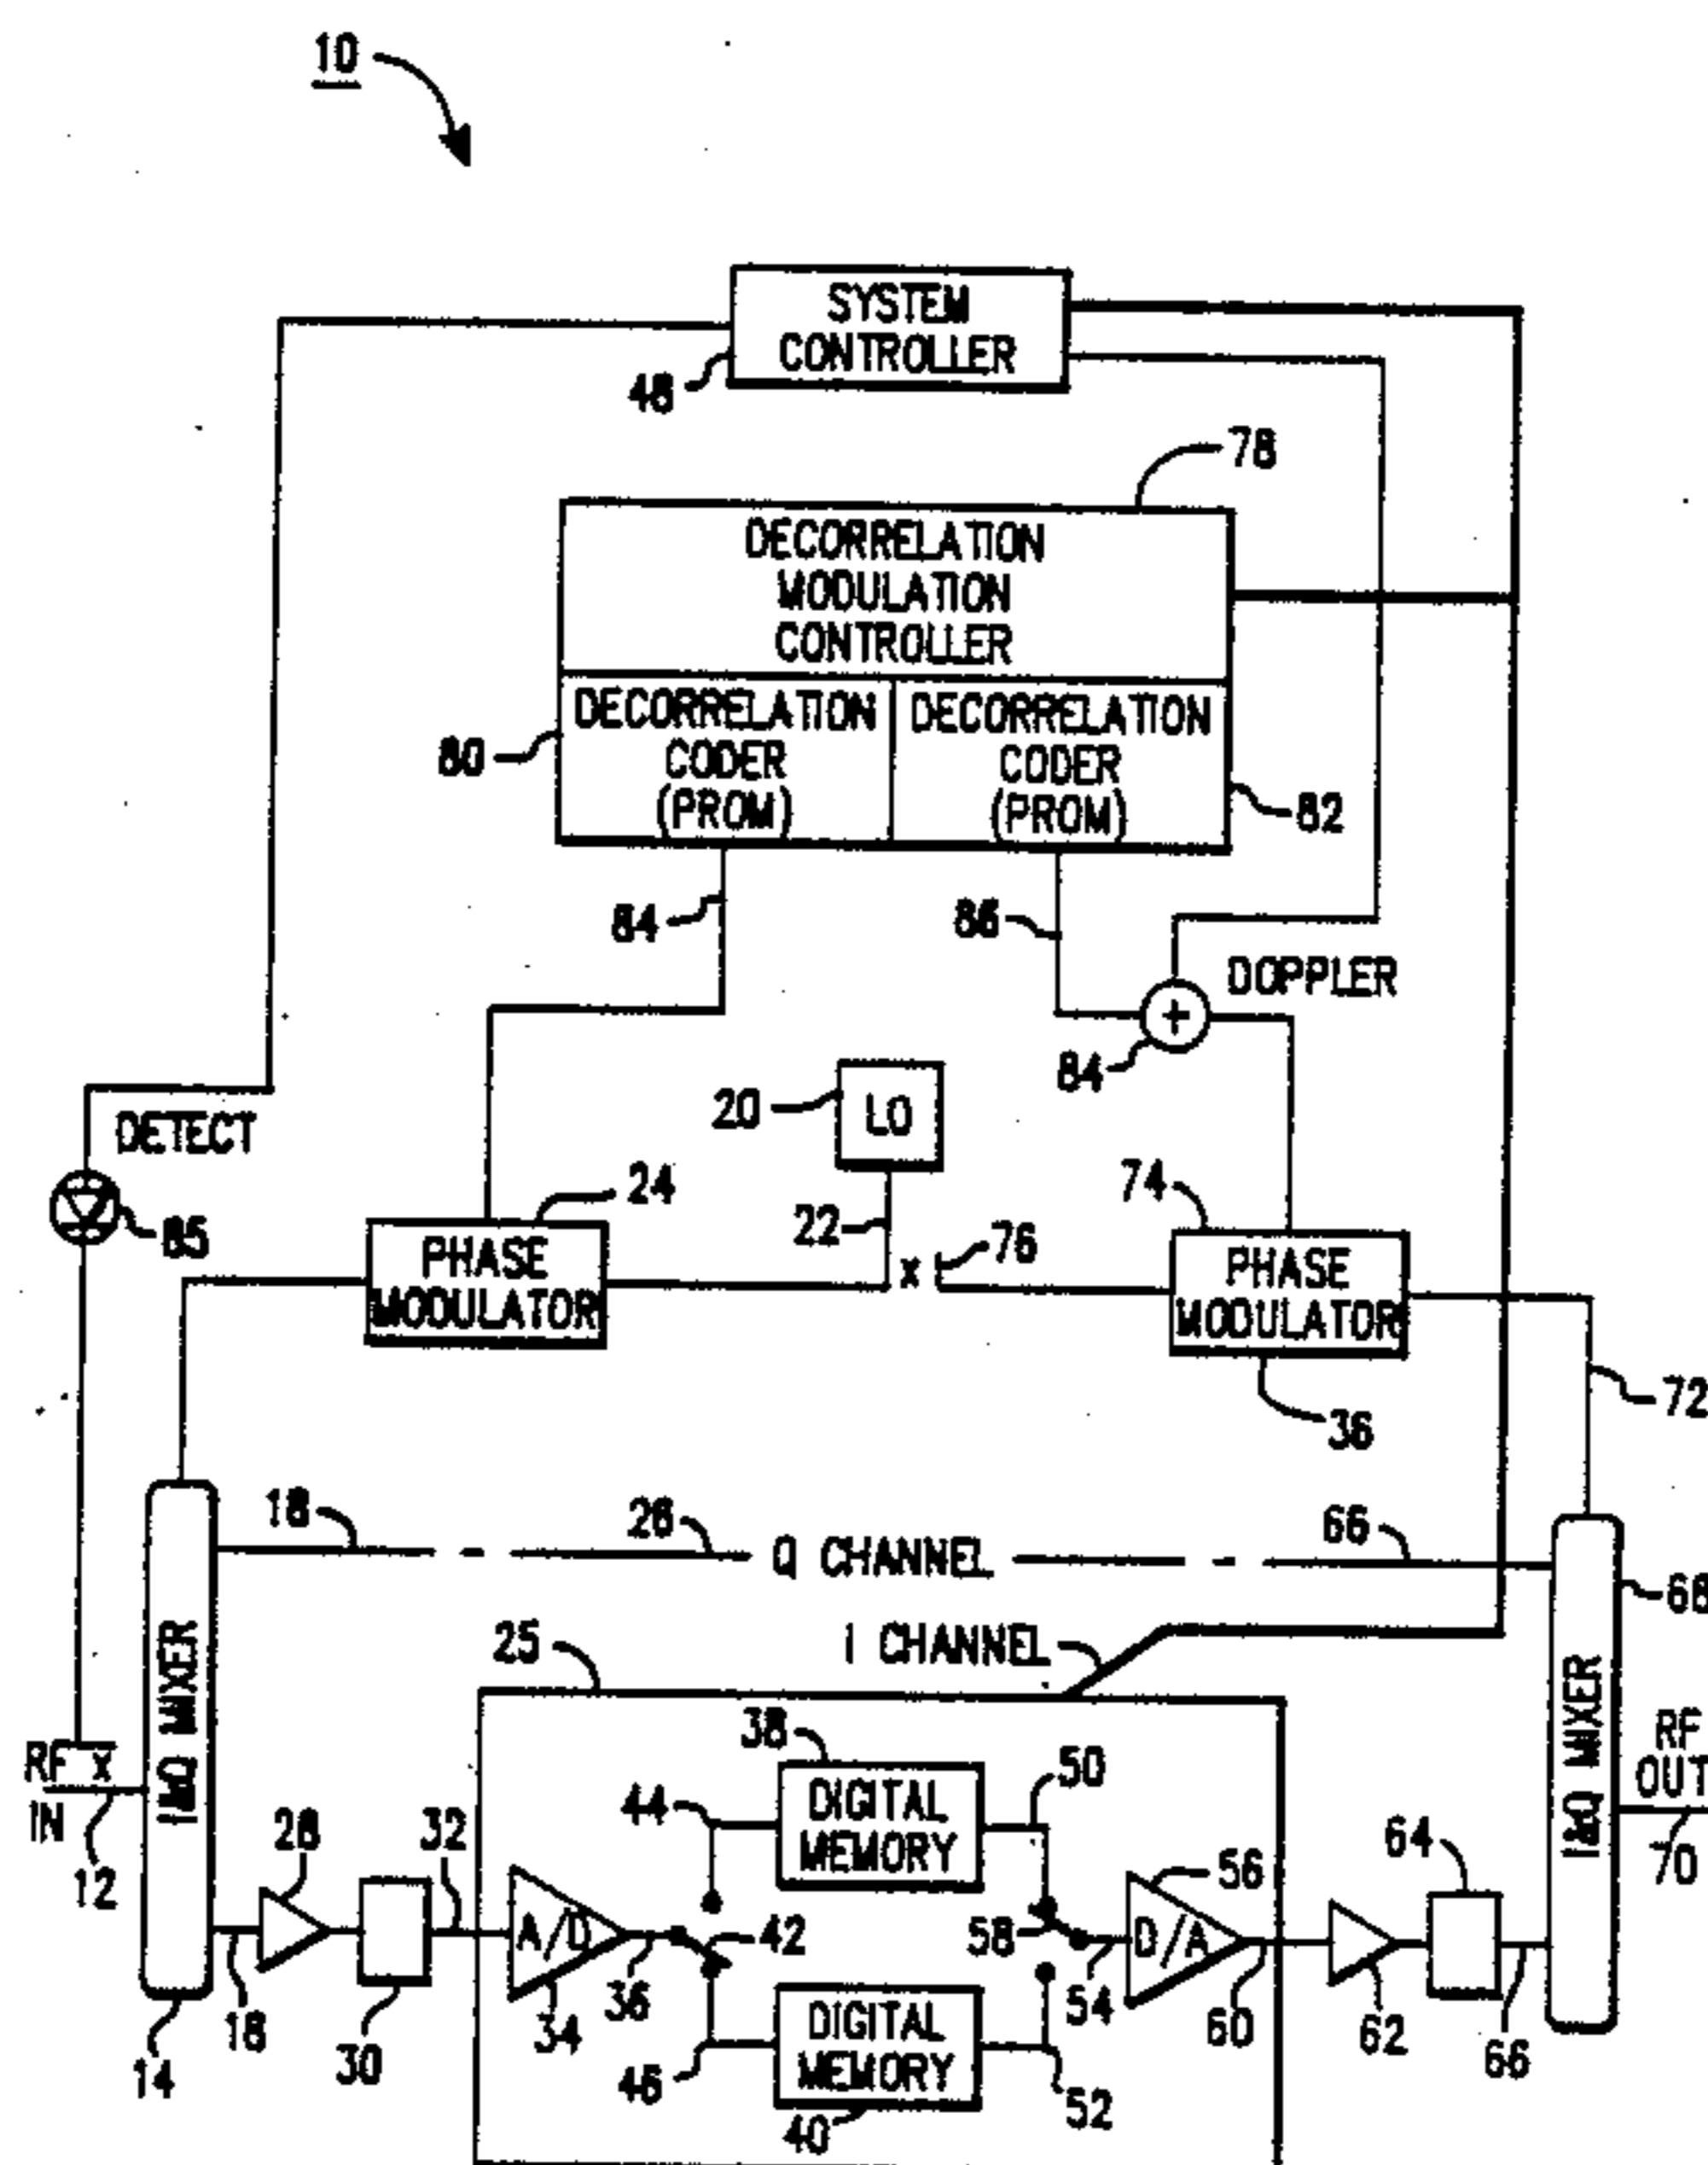 10
SYSTEM
CONTROLLER
48
78
DECORRELATION
MODULATION
CONTROLLER
80
DECORRELATION
CODER
(PROM)
DECORRELATION
CODER
(PROM)
82
84
86
DOPPLER
+
84
DETECT
85
20
LO
22
24
PHASE
MODULATOR
X
76
74
PHASE
MODULATOR
36
72
18
26
Q CHANNEL
66
68
25
I CHANNEL
I&Q MIXER
I&Q MIXER
RF X
IN
12
14
18
28
30
32
A/D
34
36
42
44
46
38
DIGITAL
MEMORY
DIGITAL
MEMORY
40
50
52
58
54
56
D/A
60
62
64
66
RF
OUT
70